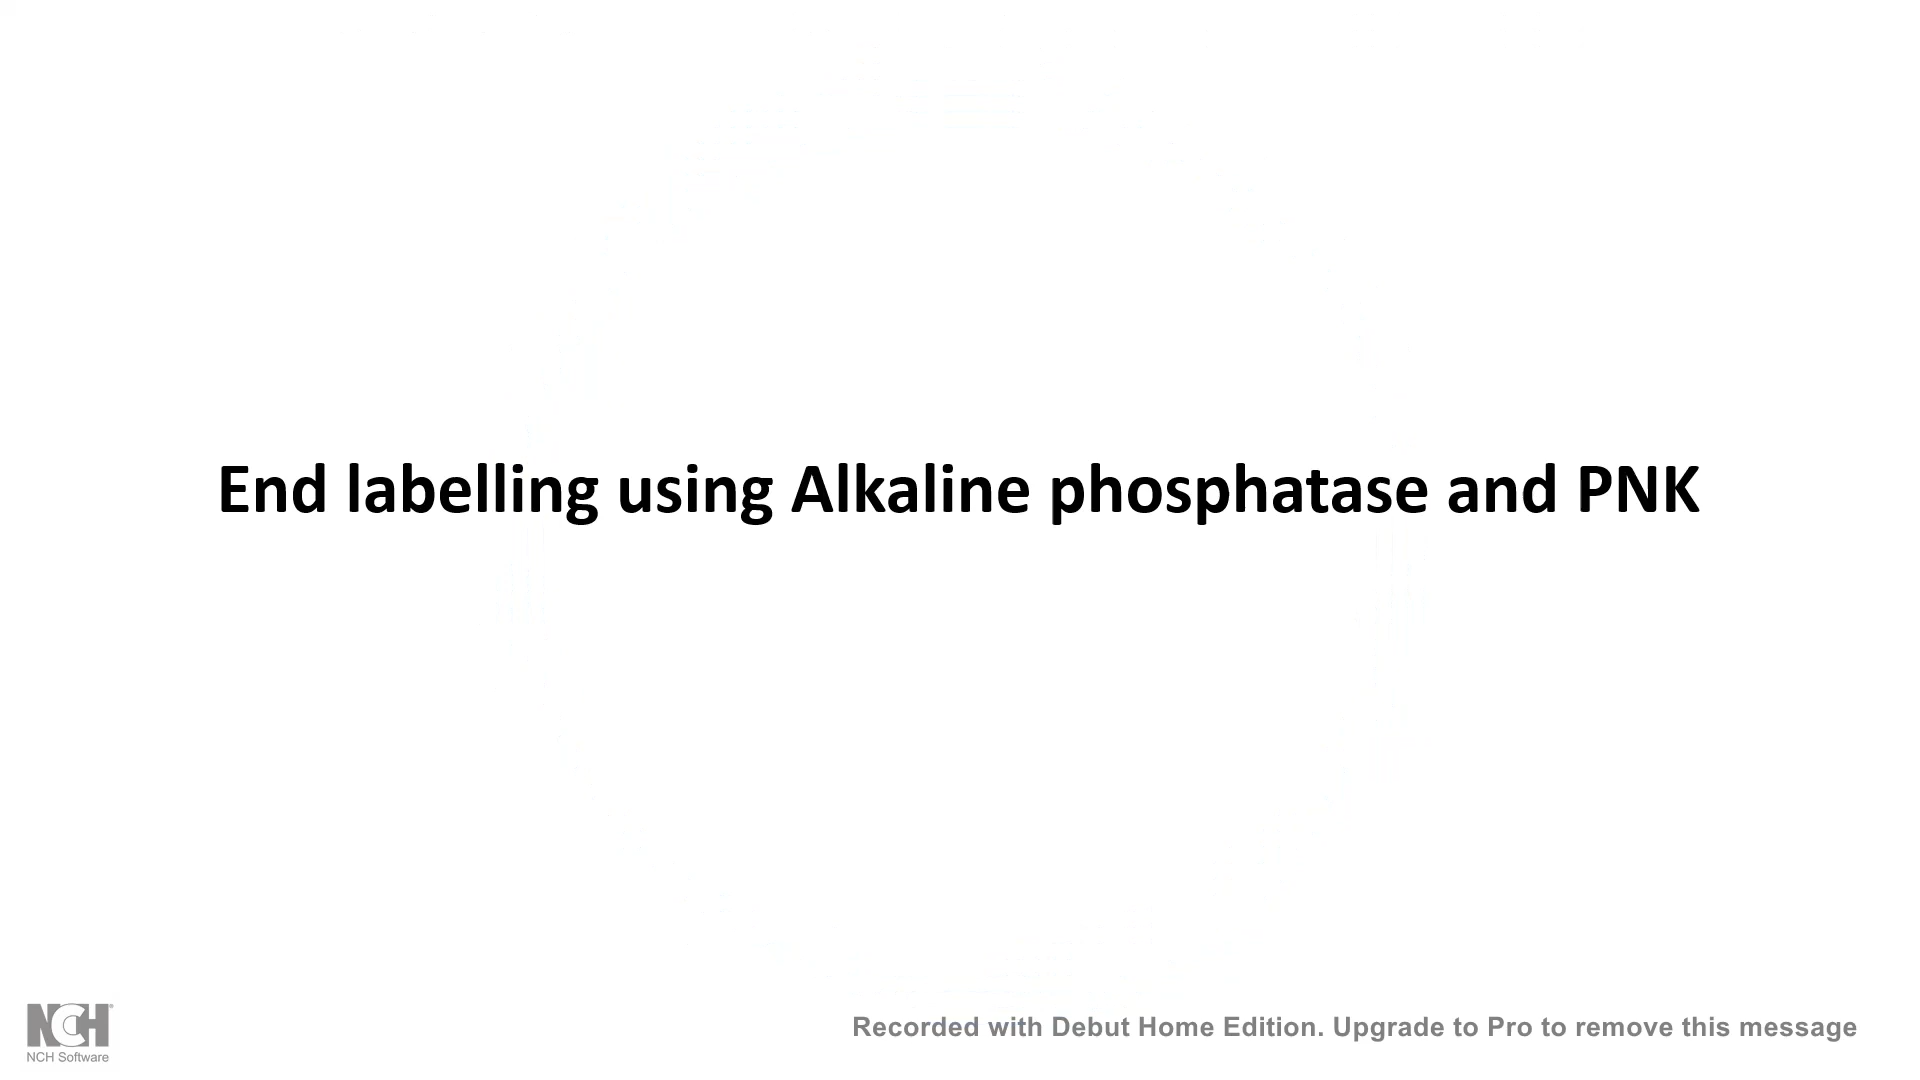 End labelling using Alkaline phosphatase and PNK
NCH
NCH Software
Recorded with Debut Home Edition. Upgrade to Pro to remove this message